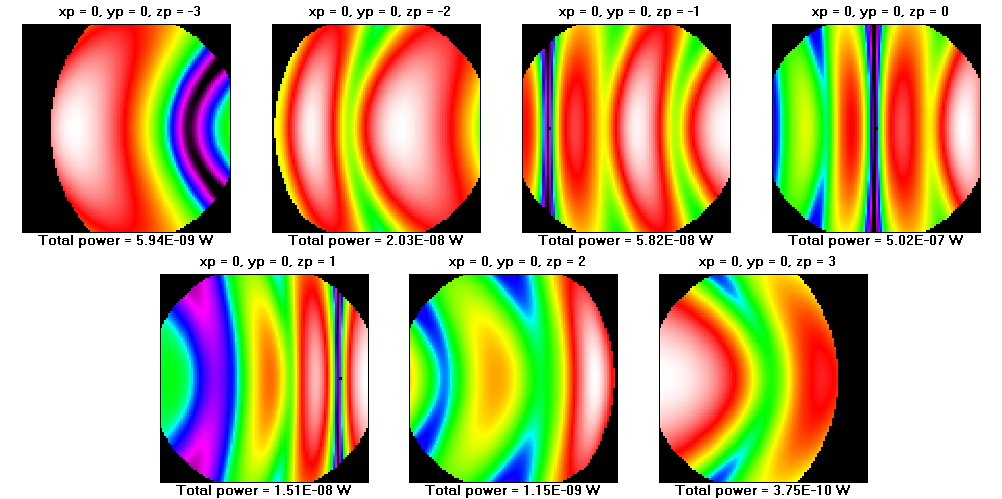 xp = 0, yp = 0, zp = -3
xp = 0, yp = 0, zp = -2
xp = 0, yp = 0, zp = -1
xp = 0, yp = 0, zp = 0
Total power = 5.94E-09 W
Total power = 2.03E-08 W
Total power = 5.82E-08 W
Total power = 5.02E-07 W
xp = 0, yp = 0, zp = 1
xp = 0, yp = 0, zp = 2
xp = 0, yp = 0, zp = 3
Total power = 1.51E-08 W
Total power = 1.15E-09 W
Total power = 3.75E-10 W